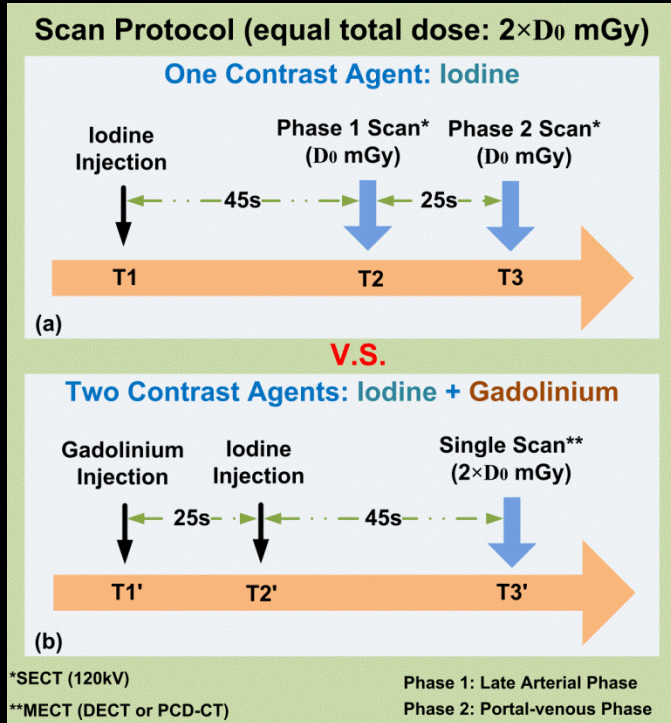 Scan Protocol (equal total dose: 2×D₀ mGy)
One Contrast Agent: Iodine
Iodine
Injection
Phase 1 Scan*
(D₀ mGy)
Phase 2 Scan*
(D₀ mGy)
45s
25s
T1
T2
T3
(a)
V.S.
Two Contrast Agents: Iodine + Gadolinium
Gadolinium
Injection
Iodine
Injection
Single Scan**
(2×D₀ mGy)
25s
45s
T1'
T2'
T3'
(b)
*SECT (120kV)
**MECT (DECT or PCD-CT)
Phase 1: Late Arterial Phase
Phase 2: Portal-venous Phase